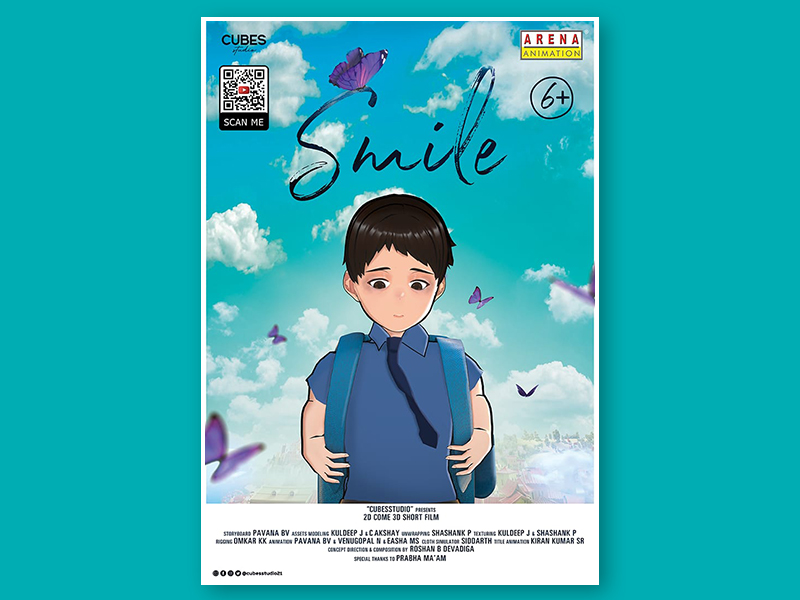 CUBES
studio
SCAN ME
ARENA
ANIMATION
6+
Smile
"CUBESSTUDIO" PRESENTS
2D COME 3D SHORT FILM
STORYBOARD PAVANA BV ASSETS MODELING KULDEEP J & C AKSHAY UNWRAPPING SHASHANK P TEXTURING KULDEEP J & SHASHANK P
RIGGING OMKAR KK ANIMATION PAVANA BV & VENUGOPAL N & EASHA MS CLOTH SIMULATOR SIDDARTH TITLE ANIMATION KIRAN KUMAR SR
CONCEPT DIRECTION & COMPOSITION BY ROSHAN B DEVADIGA
SPECIAL THANKS TO PRABHA MA'AM
@cubesstudio21